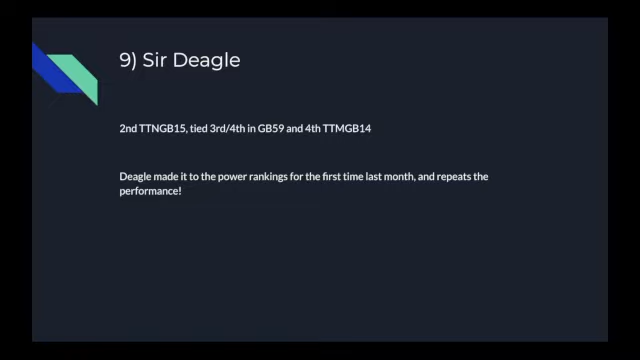 9) Sir Deagle
2nd TTNGB15, tied 3rd/4th in GB59 and 4th TTMGB14
Deagle made it to the power rankings for the first time last month, and repeats the
performance!